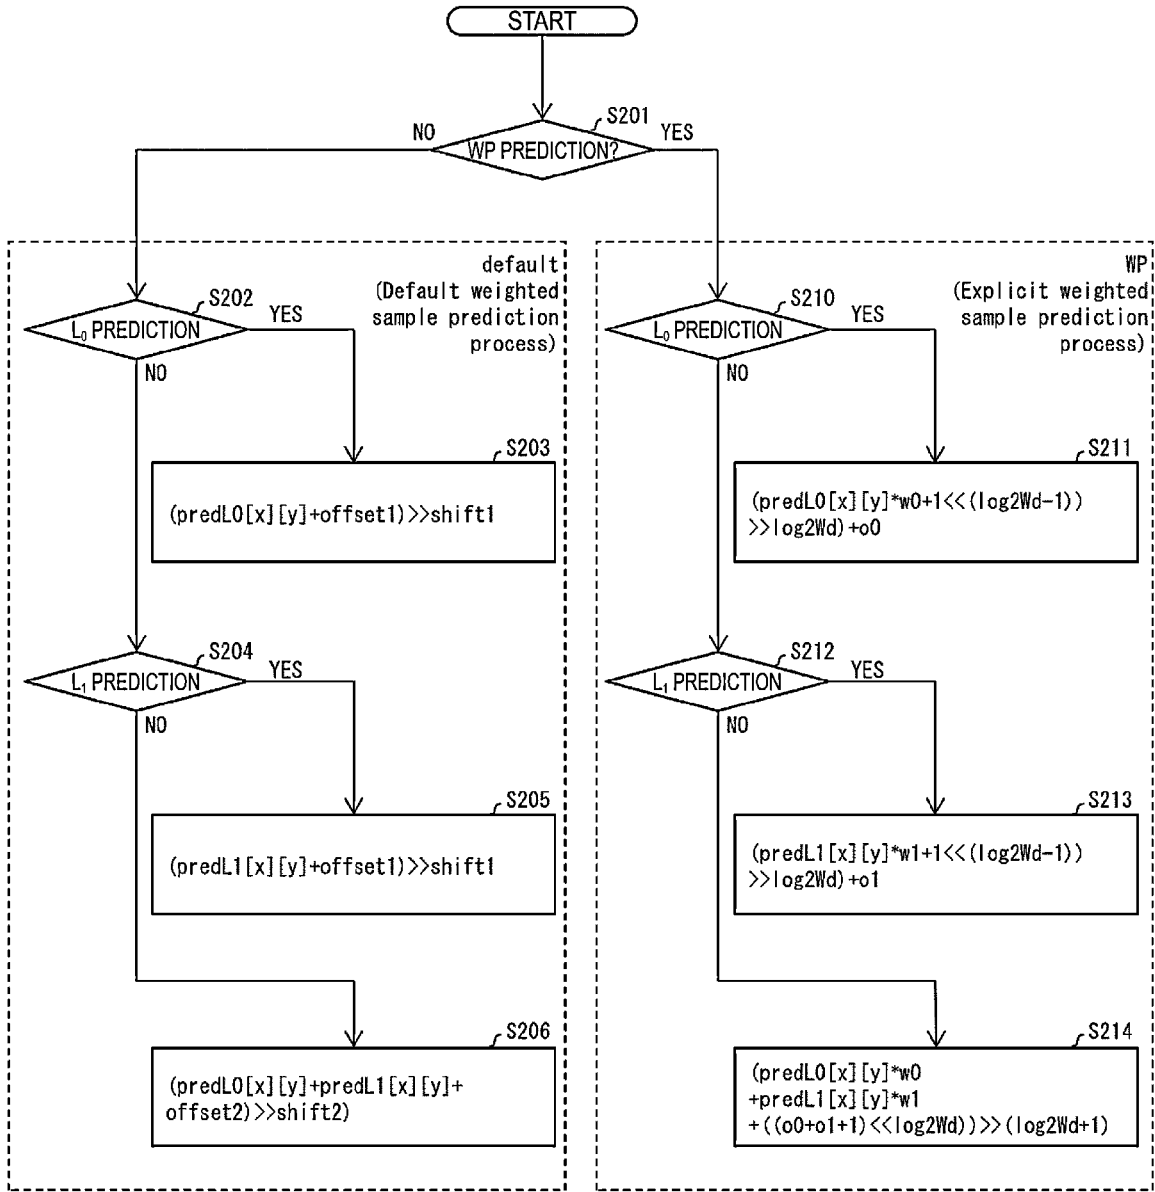 START
S201
NO
YES
WP PREDICTION?
default
(Default weighted
sample prediction
process)
S202
YES
L₀ PREDICTION
NO
S203
(predL0[x][y]+offset1)>>shift1
S204
YES
L₁ PREDICTION
NO
S205
(predL1[x][y]+offset1)>>shift1
S206
(predL0[x][y]+predL1[x][y]+
offset2)>>shift2)
WP
(Explicit weighted
sample prediction
process)
S210
YES
L₀ PREDICTION
NO
S211
(predL0[x][y]*w0+1<<(log2Wd-1))
>>log2Wd)+o0
S212
YES
L₁ PREDICTION
NO
S213
(predL1[x][y]*w1+1<<(log2Wd-1))
>>log2Wd)+o1
S214
(predL0[x][y]*w0
+predL1[x][y]*w1
+((o0+o1+1)<<log2Wd))>>(log2Wd+1)